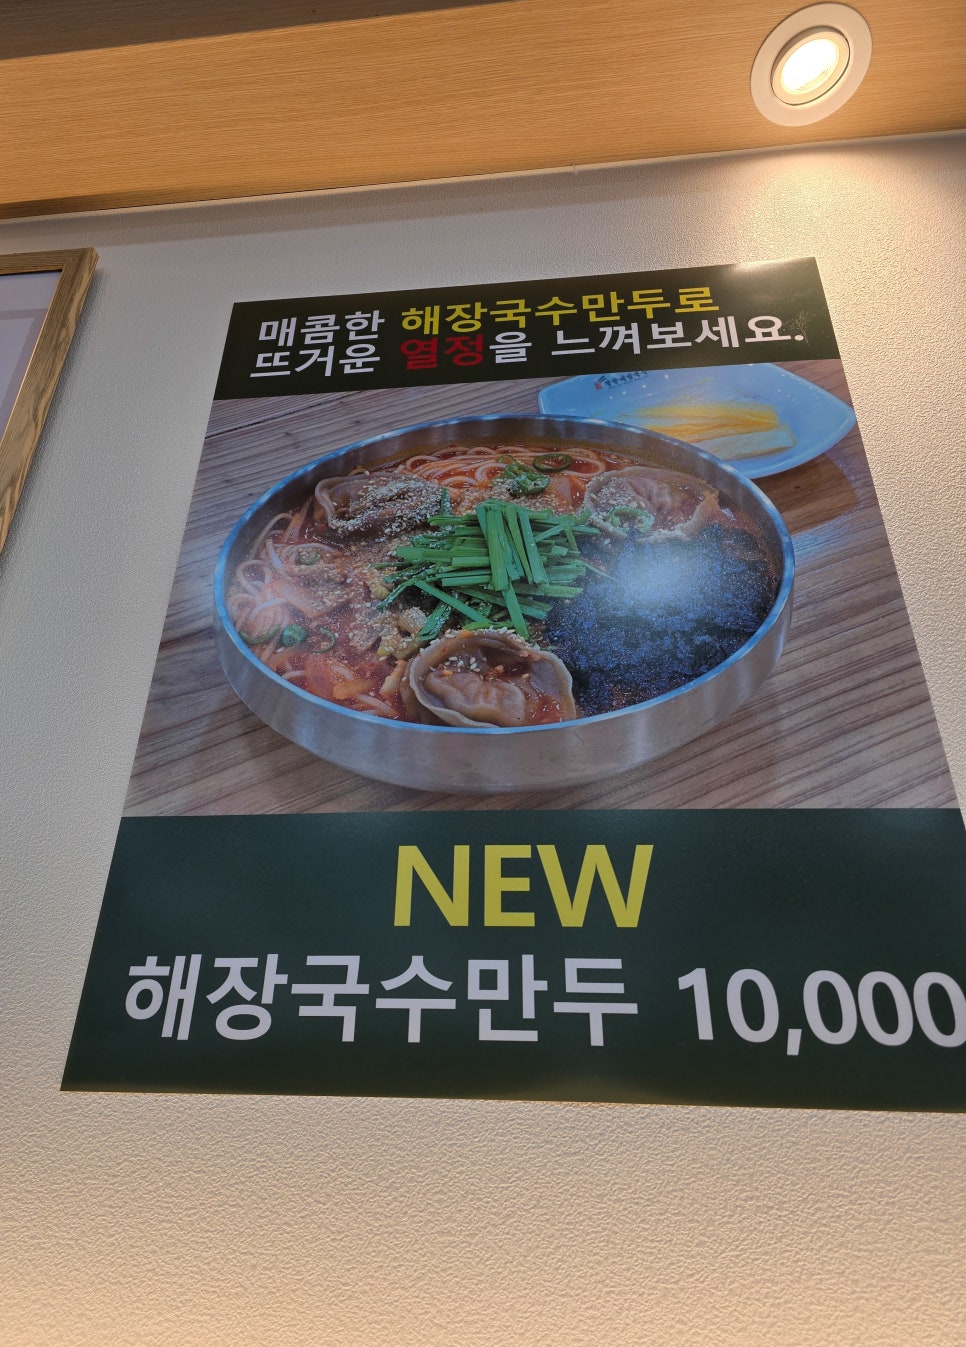 매콤한 해장국수만두로
뜨거운 열정을 느껴보세요.
NEW
해장국수만두 10,000